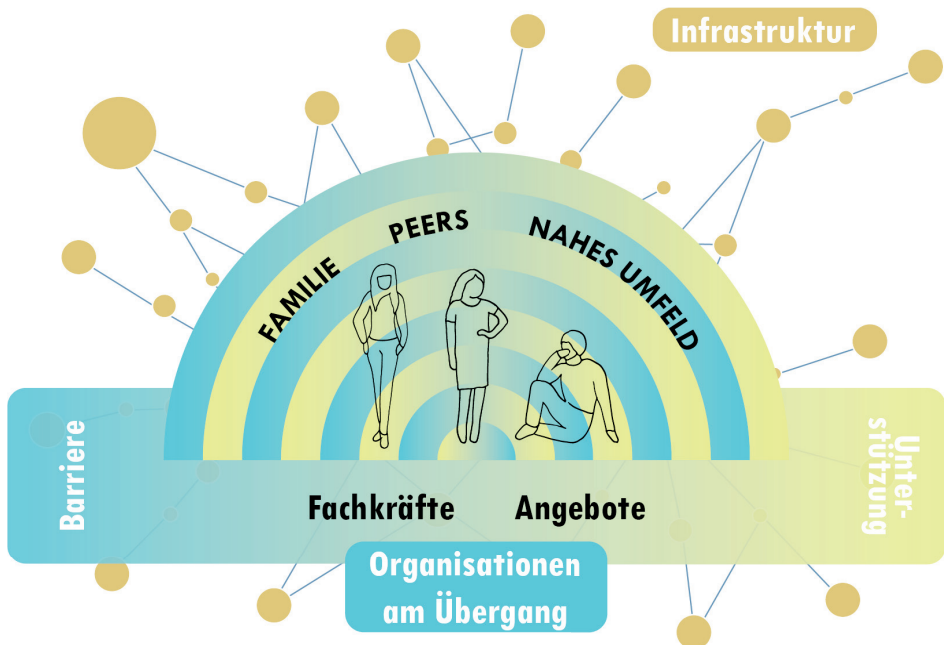 Infrastruktur
FAMILIE
PEERS
NAHES UMFELD
Barriere
Unter-
stützung
Fachkräfte
Angebote
Organisationen
am Übergang